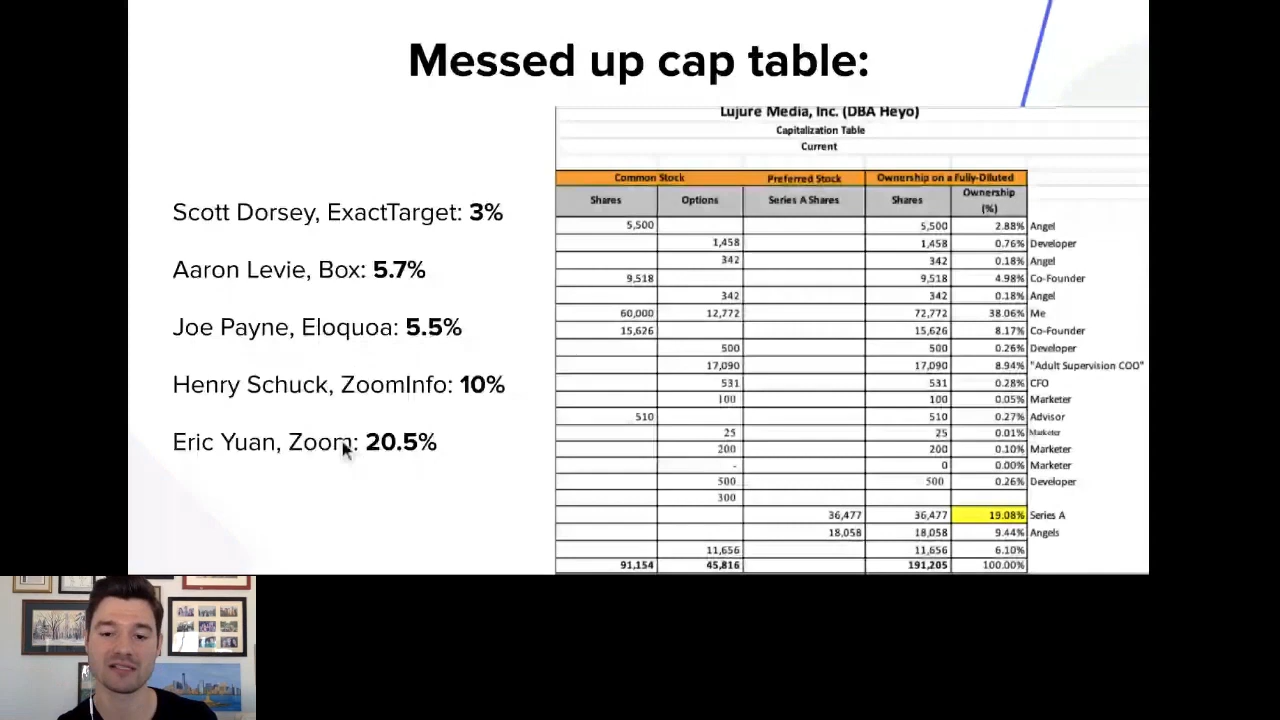 Messed up cap table:
Scott Dorsey, ExactTarget: 3%
Aaron Levie, Box: 5.7%
Joe Payne, Eloquoa: 5.5%
Henry Schuck, ZoomInfo: 10%
Eric Yuan, Zoom: 20.5%
Lujure Media, Inc. (DBA Heyo)
Capitalization Table
Current
Common Stock Preferred Stock Ownership on a Fully-Diluted
Shares Options Series A Shares Shares Ownership (%)
5,500 5,500 2.88% Angel
1,458 1,458 0.76% Developer
342 342 0.18% Angel
9,518 9,518 4.98% Co-Founder
342 342 0.18% Angel
60,000 12,772 72,772 38.06% Me
15,626 15,626 8.17% Co-Founder
500 500 0.26% Developer
17,090 17,090 8.94% "Adult Supervision COO"
531 531 0.28% CFO
100 100 0.05% Marketer
510 510 0.27% Advisor
25 25 0.01% Marketer
200 200 0.10% Marketer
- 0 0.00% Marketer
500 500 0.26% Developer
300
36,477 36,477 19.08% Series A
18,058 18,058 9.44% Angels
11,656 11,656 6.10%
91,154 45,816 191,205 100.00%